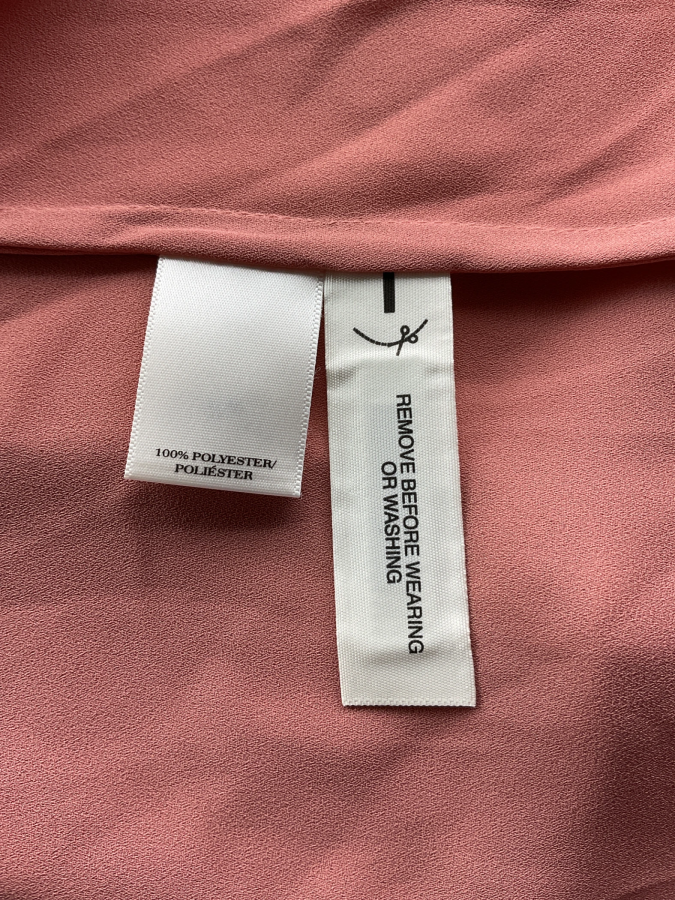 100% POLYESTER/
POLIÉSTER
REMOVE BEFORE WEARING
OR WASHING